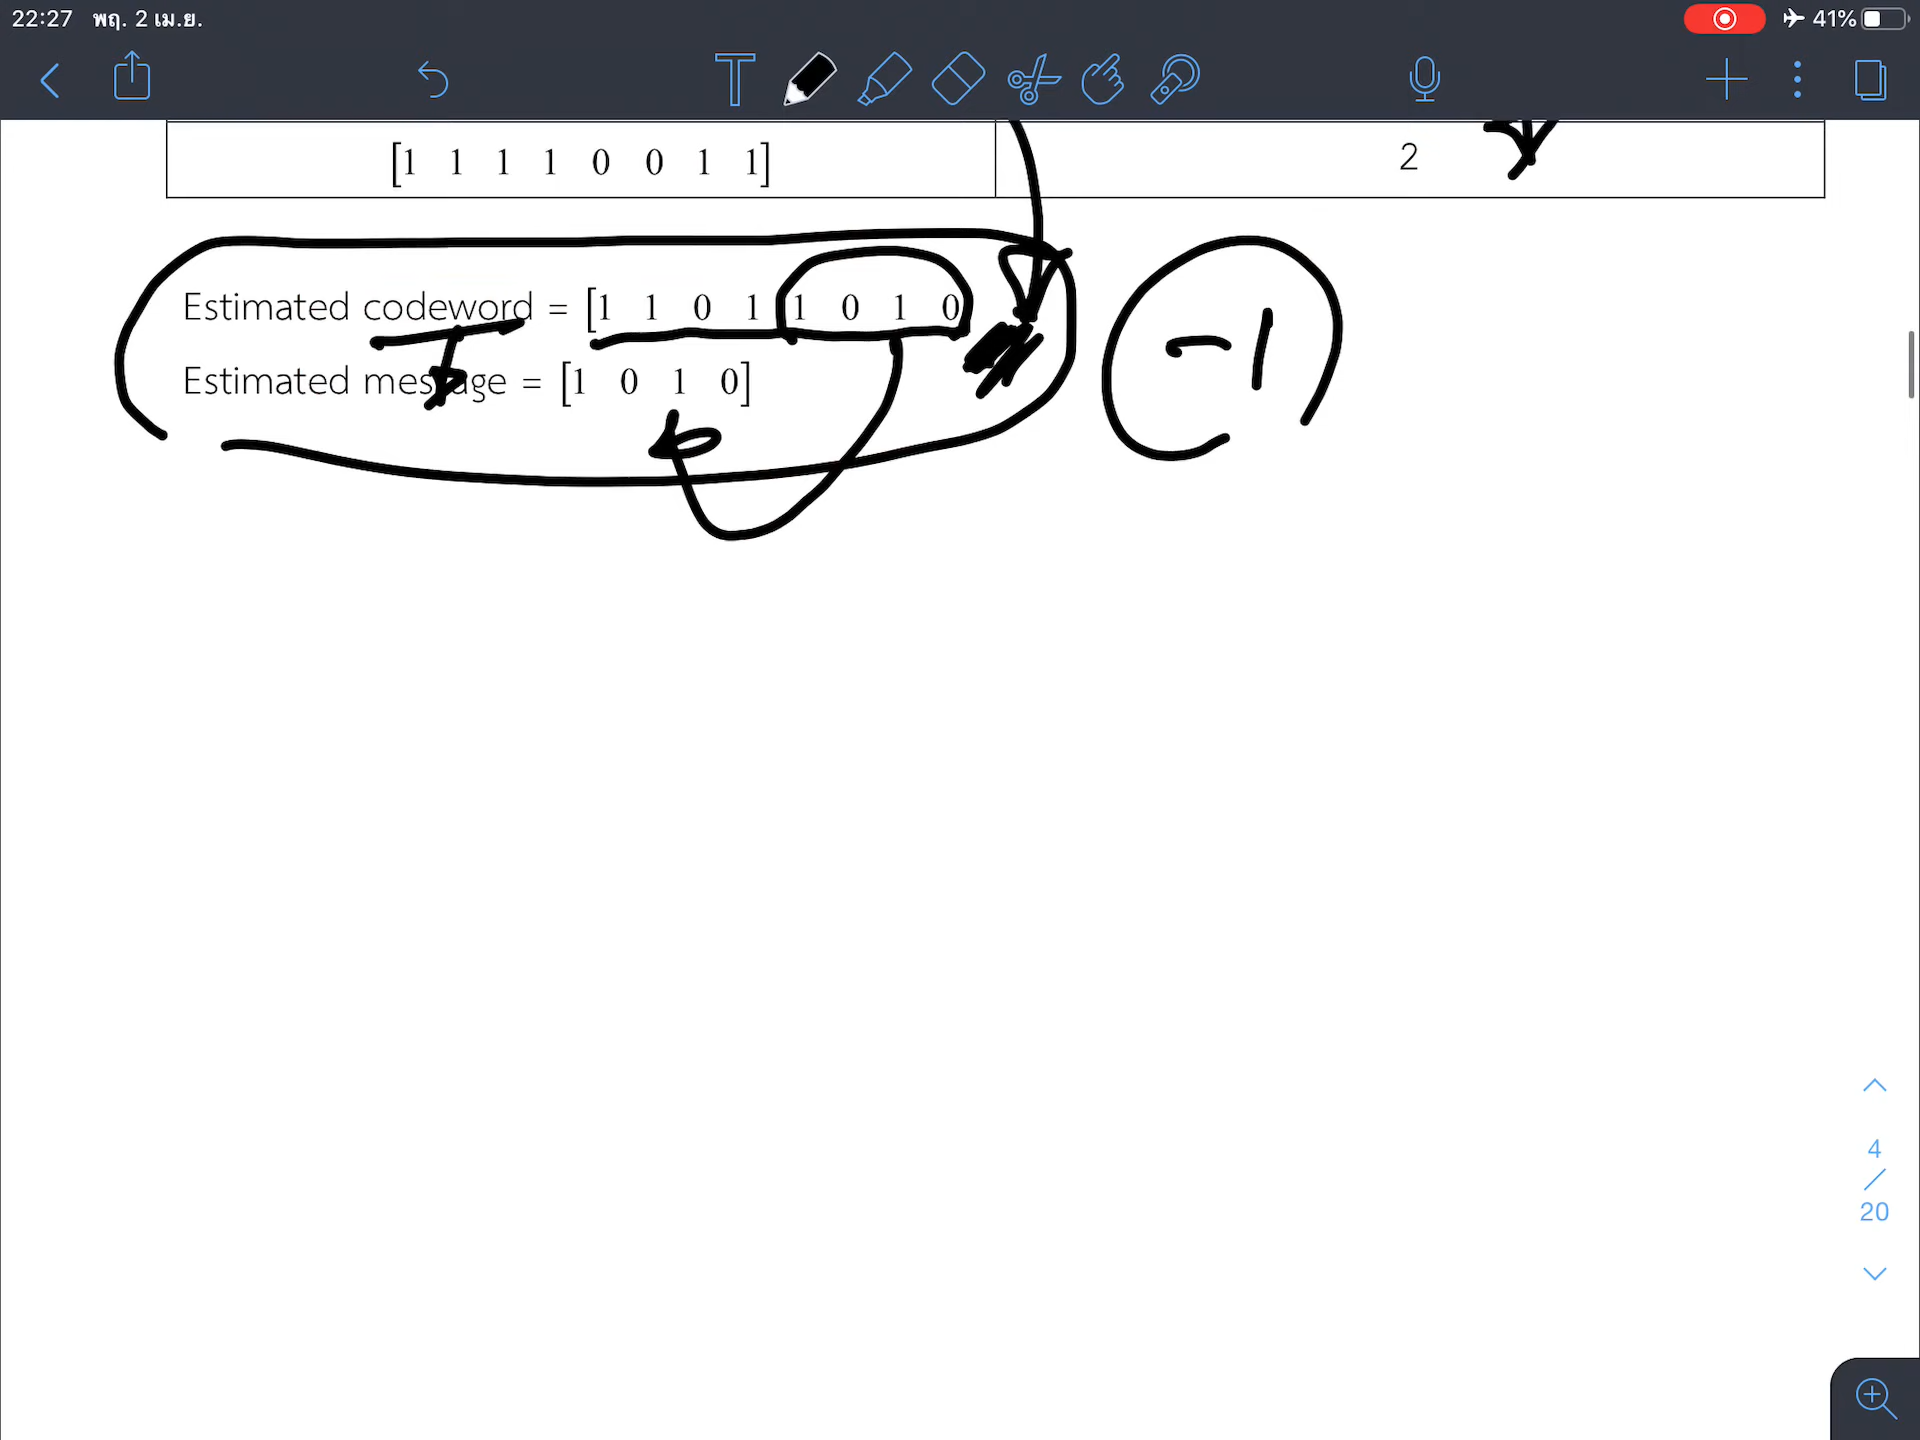 22:27 พฤ. 2 เม.ย.
41%
[1 1 1 1 0 0 1 1] 2
Estimated codeword = [1 1 0 1 1 0 1 0
-1
Estimated message = [1 0 1 0]
4
/
20